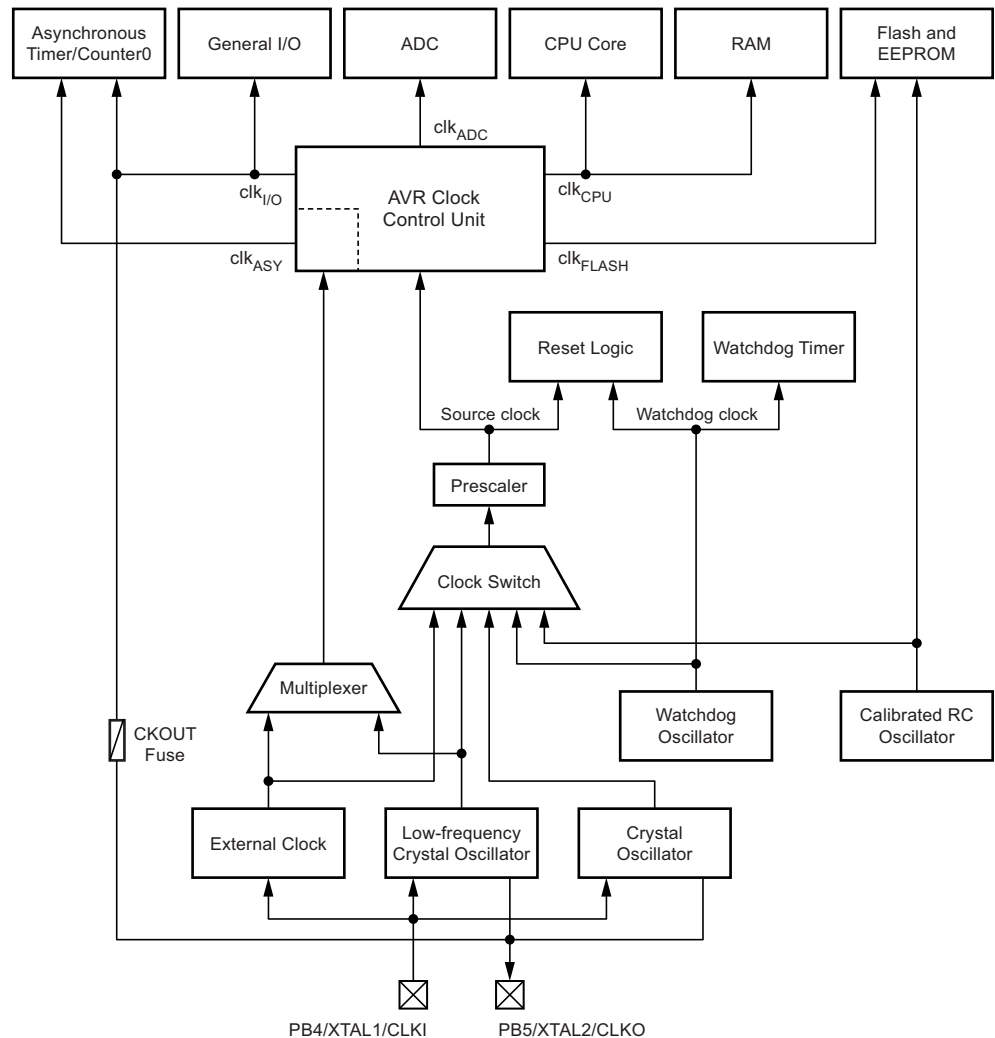 Asynchronous
Timer/Counter0
General I/O
ADC
CPU Core
RAM
Flash and
EEPROM
clkADC
clkI/O
AVR Clock
Control Unit
clkCPU
clkASY
clkFLASH
Reset Logic
Watchdog Timer
Source clock
Watchdog clock
Prescaler
Clock Switch
Multiplexer
CKOUT
Fuse
Watchdog
Oscillator
Calibrated RC
Oscillator
External Clock
Low-frequency
Crystal Oscillator
Crystal
Oscillator
PB4/XTAL1/CLKI
PB5/XTAL2/CLKO